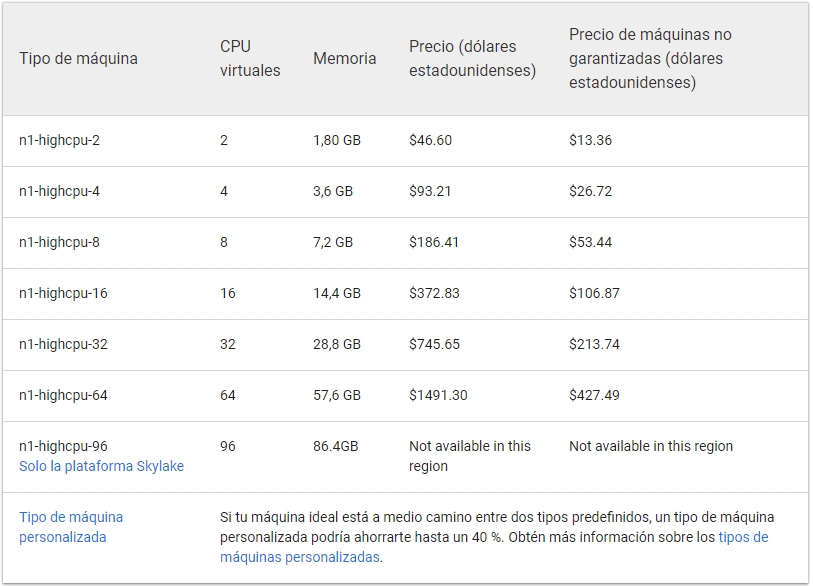 Tipo de máquina
CPU
virtuales
Memoria
Precio (dólares
estadounidenses)
Precio de máquinas no
garantizadas (dólares
estadounidenses)
n1-highcpu-2 2 1,80 GB $46.60 $13.36
n1-highcpu-4 4 3,6 GB $93.21 $26.72
n1-highcpu-8 8 7,2 GB $186.41 $53.44
n1-highcpu-16 16 14,4 GB $372.83 $106.87
n1-highcpu-32 32 28,8 GB $745.65 $213.74
n1-highcpu-64 64 57,6 GB $1491.30 $427.49
n1-highcpu-96
Solo la plataforma Skylake
96
86.4GB
Not available in this
region
Not available in this region
Tipo de máquina
personalizada
Si tu máquina ideal está a medio camino entre dos tipos predefinidos, un tipo de máquina
personalizada podría ahorrarte hasta un 40 %. Obtén más información sobre los tipos de
máquinas personalizadas.